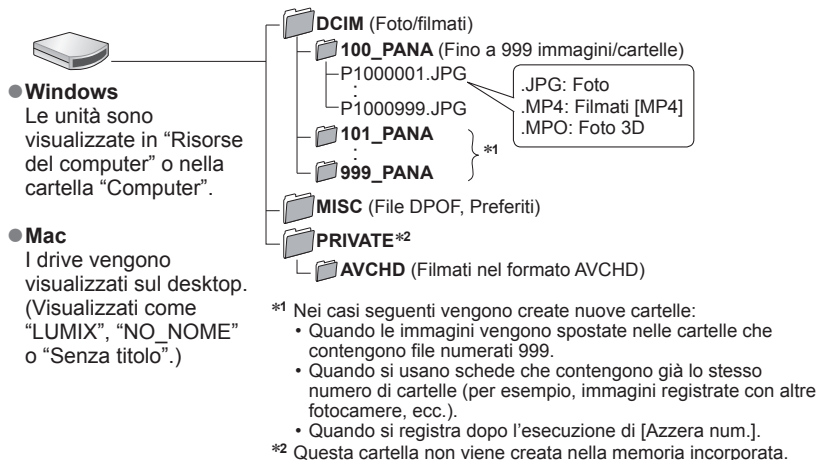 ●Windows
Le unità sono
visualizzate in “Risorse
del computer” o nella
cartella “Computer”.
●Mac
I drive vengono
visualizzati sul desktop.
(Visualizzati come
“LUMIX”, “NO_NOME”
o “Senza titolo”.)
DCIM (Foto/filmati)
100_PANA (Fino a 999 immagini/cartelle)
P1000001.JPG
:
P1000999.JPG
.JPG: Foto
.MP4: Filmati [MP4]
.MPO: Foto 3D
101_PANA
:
999_PANA
*1
MISC (File DPOF, Preferiti)
PRIVATE*2
AVCHD (Filmati nel formato AVCHD)
*1 Nei casi seguenti vengono create nuove cartelle:
• Quando le immagini vengono spostate nelle cartelle che
contengono file numerati 999.
• Quando si usano schede che contengono già lo stesso
numero di cartelle (per esempio, immagini registrate con altre
fotocamere, ecc.).
• Quando si registra dopo l’esecuzione di [Azzera num.].
*2 Questa cartella non viene creata nella memoria incorporata.